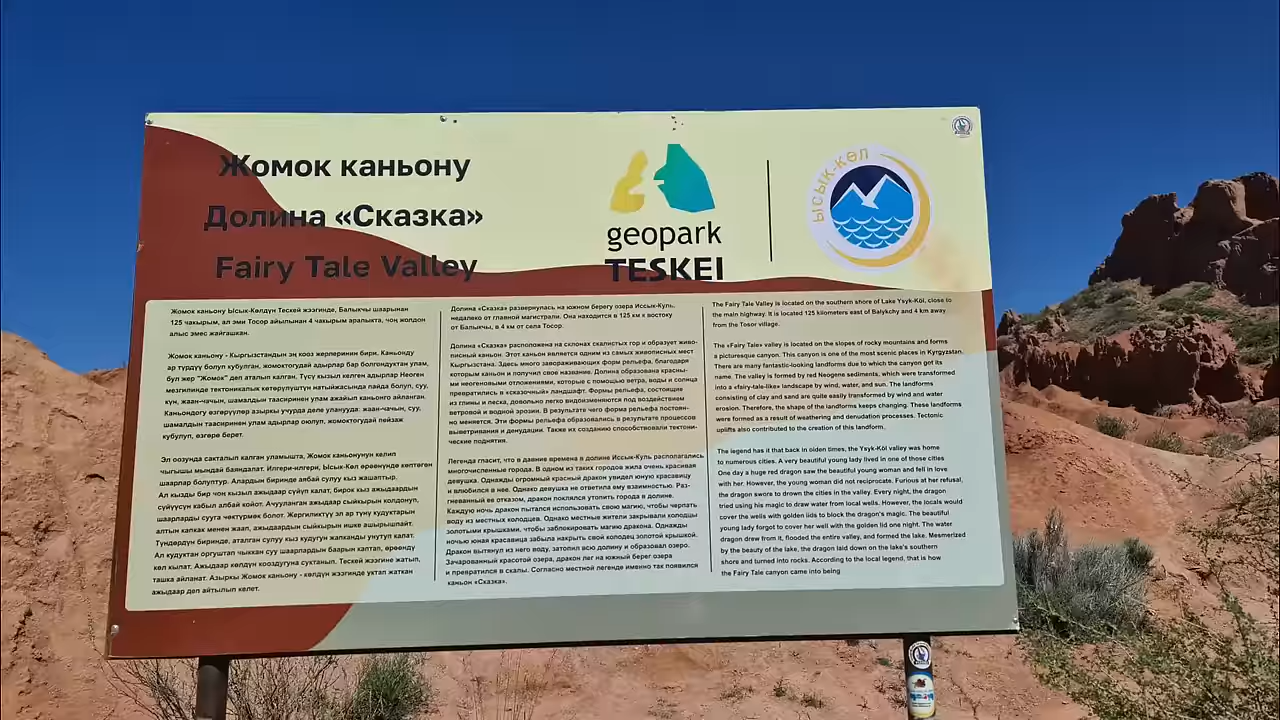 Жомок каньону
Долина «Сказка»
Fairy Tale Valley
geopark
TESKEI
ЫСЫК-КӨЛ
Жомок каньону Ысык-Көлдүн Тескей жээгинде, Балыкчы шаарынан
125 чакырым, ал эми Тосор айылынан 4 чакырым аралыкта, чоң жолдон
алыс эмес жайгашкан.
Жомок каньону - Кыргызстандын эң кооз жерлеринин бири. Каньонду
ар түрдүү болуп кубулган, жомоктогудай адырлар бар болгондуктан улам,
бул жер "Жомок" деп аталып калган. Түсү кызыл келген адырлар Неоген
мезгилинде тектоникалык көтөрүлүштүн натыйжасында пайда болуп, суу,
күн, жаан-чачын, шамалдын таасиринен улам ажайып каньонго айланган.
Каньондогу өзгөрүүлөр азыркы учурда деле уланууда: жаан-чачын, суу,
шамалдын таасиринен улам адырлар оюлуп, жомоктогудай пейзаж
кубулуп, өзгөрө берет.
Эл оозунда сакталып калган уламышта, Жомок каньонунун келип
чыгышы мындай баяндалат. Илгери-илгери, Ысык-Көл өрөөнүндө көптөгөн
шаарлар болуптур. Алардын биринде аябай сулуу кыз жашаптыр.
Ал кызды бир чоң кызыл ажыдаар сүйүп калат, бирок кыз ажыдаардын
сүйүүсүн кабыл албай койот. Ачууланган ажыдаар сыйкырын колдонуп,
шаарларды сууга чөктүрмөк болот. Жергиликтүү эл ар түнү кудуктарын
алтын капкак менен жаап, ажыдаардын сыйкырын ишке ашырышпайт.
Түндөрдүн биринде, аталган сулуу кыз кудугун жапканды унутуп калат.
Ал кудуктан оргуштап чыккан суу шаарлардын баарын каптап, өрөөндү
көл кылат. Ажыдаар көлдүн кооздугуна суктанып, Тескей жээгине жатып,
ташка айланат. Азыркы Жомок каньону - көлдүн жээгинде уктап жаткан
ажыдаар деп айтылып келет.
Долина «Сказка» развернулась на южном берегу озера Иссык-Куль,
недалеко от главной магистрали. Она находится в 125 км к востоку
от Балыкчы, в 4 км от села Тосор.
Долина «Сказка» расположена на склонах скалистых гор и образует живо-
писный каньон. Этот каньон является одним из самых живописных мест
Кыргызстана. Здесь много завораживающих форм рельефа, благодаря
которым каньон и получил свое название. Долина образована красны-
ми неогеновыми отложениями, которые с помощью ветра, воды и солнца
превратились в «сказочный» ландшафт. Формы рельефа, состоящие
из глины и песка, довольно легко видоизменяются под воздействием
ветровой и водной эрозии. В результате чего форма рельефа постоян-
но меняется. Эти формы рельефа образовались в результате процессов
выветривания и денудации. Также их созданию способствовали тектони-
ческие поднятия.
Легенда гласит, что в давние времена в долине Иссык-Куль располагались
многочисленные города. В одном из таких городов жила очень красивая
девушка. Однажды огромный красный дракон увидел юную красавицу
и влюбился в нее. Однако девушка не ответила ему взаимностью. Раз-
гневанный ее отказом, дракон поклялся утопить города в долине.
Каждую ночь дракон пытался использовать свою магию, чтобы черпать
воду из местных колодцев. Однако местные жители закрывали колодцы
золотыми крышками, чтобы заблокировать магию дракона. Однажды
ночью юная красавица забыла накрыть свой колодец золотой крышкой.
Дракон вытянул из него воду, затопил всю долину и образовал озеро.
Зачарованный красотой озера, дракон лег на южный берег озера
и превратился в скалы. Согласно местной легенде именно так появился
каньон «Сказка».
The Fairy Tale Valley is located on the southern shore of Lake Ysyk-Köl, close to
the main highway. It is located 125 kilometers east of Balykchy and 4 km away
from the Tosor village.
The «Fairy Tale» valley is located on the slopes of rocky mountains and forms
a picturesque canyon. This canyon is one of the most scenic places in Kyrgyzstan.
There are many fantastic-looking landforms due to which the canyon got its
name. The valley is formed by red Neogene sediments, which were transformed
into a «fairy-tale-like» landscape by wind, water, and sun. The landforms
consisting of clay and sand are quite easily transformed by wind and water
erosion. Therefore, the shape of the landforms keeps changing. These landforms
were formed as a result of weathering and denudation processes. Tectonic
uplifts also contributed to the creation of this landform.
The legend has it that back in olden times, the Ysyk-Köl valley was home
to numerous cities. A very beautiful young lady lived in one of those cities
One day a huge red dragon saw the beautiful young woman and fell in love
with her. However, the young woman did not reciprocate. Furious at her refusal,
the dragon swore to drown the cities in the valley. Every night, the dragon
tried using his magic to draw water from local wells. However, the locals would
cover the wells with golden lids to block the dragon's magic. The beautiful
young lady forgot to cover her well with the golden lid one night. The water
dragon drew from it, flooded the entire valley, and formed the lake. Mesmerized
by the beauty of the lake, the dragon laid down on the lake's southern
shore and turned into rocks. According to the local legend, that is how
the Fairy Tale canyon came into being